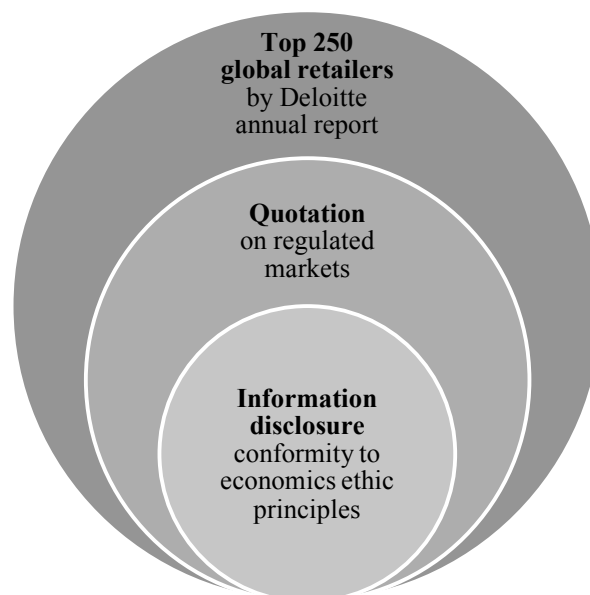 Top 250
global retailers
by Deloitte
annual report
Quotation
on regulated
markets
Information
disclosure
conformity to
economics ethic
principles